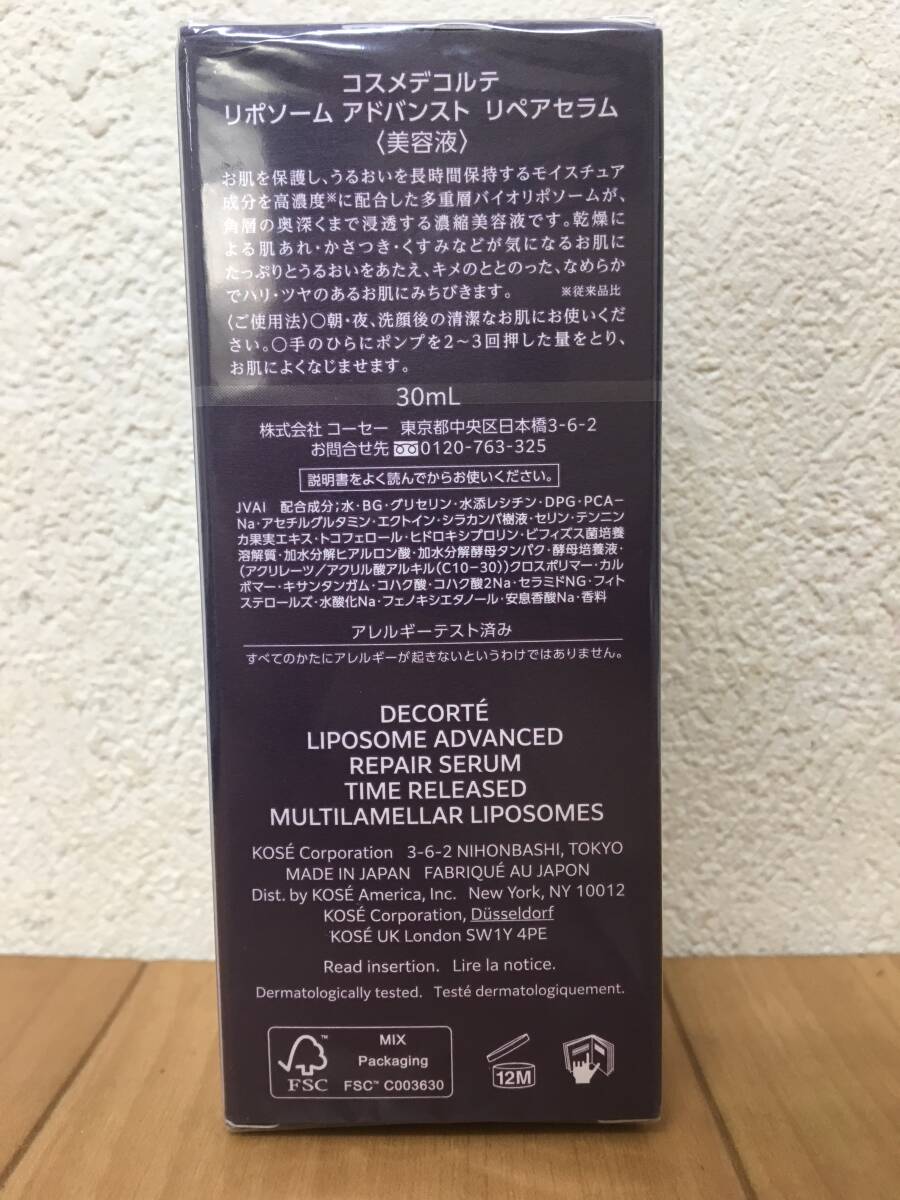 コスメデコルテ
リポソーム アドバンスト リペアセラム
〈美容液〉
お肌を保護し、うるおいを長時間保持するモイスチュア
成分を高濃度※に配合した多重層バイオリポソームが、
角層の奥深くまで浸透する濃縮美容液です。乾燥に
よる肌あれ・かさつき・くすみなどが気になるお肌に
たっぷりとうるおいをあたえ、キメのととのった、なめらか
でハリ・ツヤのあるお肌にみちびきます。 ※従来品比
〈ご使用法〉○朝・夜、洗顔後の清潔なお肌にお使いくだ
さい。○手のひらにポンプを2～3回押した量をとり、
お肌によくなじませます。
30mL
株式会社 コーセー 東京都中央区日本橋3-6-2
お問合せ先 0120-763-325
説明書をよく読んでからお使いください。
JVAI 配合成分;水・BG・グリセリン・水添レシチン・DPG・PCA-
Na・アセチルグルタミン・エクトイン・シラカンバ樹液・セリン・テンニン
カ果実エキス・トコフェロール・ヒドロキシプロリン・ビフィズス菌培養
溶解質・加水分解ヒアルロン酸・加水分解酵母タンパク・酵母培養液・
(アクリレーツ/アクリル酸アルキル(C10-30))クロスポリマー・カル
ボマー・キサンタンガム・コハク酸・コハク酸2Na・セラミドNG・フィト
ステロールズ・水酸化Na・フェノキシエタノール・安息香酸Na・香料
アレルギーテスト済み
すべてのかたにアレルギーが起きないというわけではありません。
DECORTÉ
LIPOSOME ADVANCED
REPAIR SERUM
TIME RELEASED
MULTILAMELLAR LIPOSOMES
KOSÉ Corporation 3-6-2 NIHONBASHI, TOKYO
MADE IN JAPAN FABRIQUÉ AU JAPON
Dist. by KOSÉ America, Inc. New York, NY 10012
KOSÉ Corporation, Düsseldorf
KOSÉ UK London SW1Y 4PE
Read insertion. Lire la notice.
Dermatologically tested. Testé dermatologiquement.
FSC
MIX
Packaging
FSC™ C003630
12M